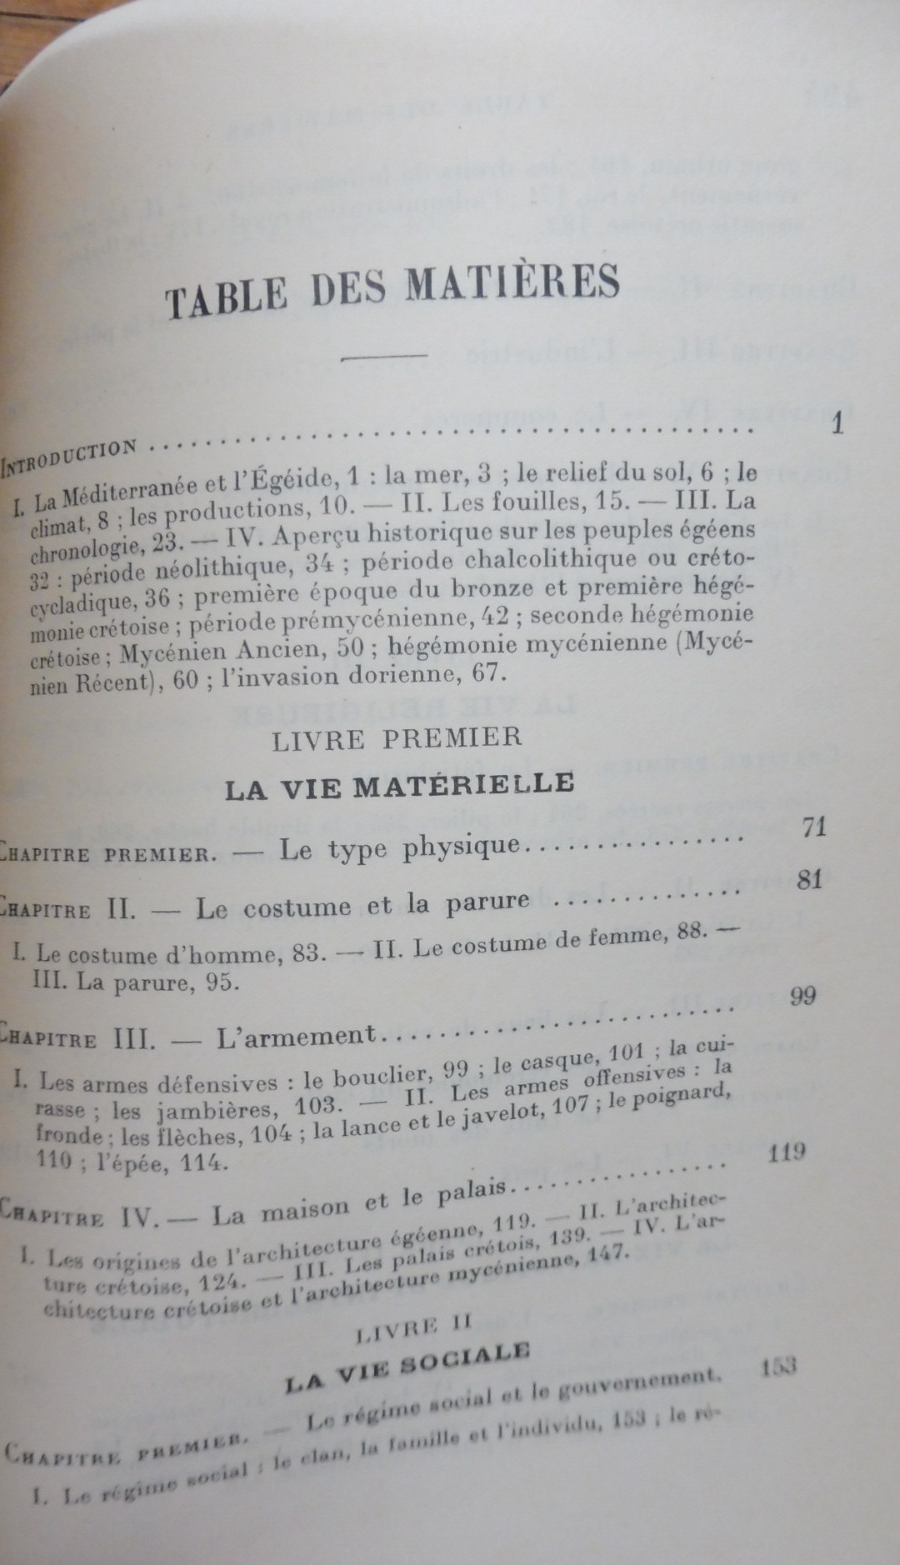 TABLE DES MATIÈRES
INTRODUCTION . . . . . . . . . . . . . . . . . . . . . . . . . . . . . . . . . . . . . . . . . . . 1
I. La Méditerranée et l'Égéide, 1 : la mer, 3 ; le relief du sol, 6 ; le
climat, 8 ; les productions, 10. — II. Les fouilles, 15. — III. La
chronologie, 23. — IV. Aperçu historique sur les peuples égéens
32 : période néolithique, 34 ; période chalcolithique ou créto-
cycladique, 36 ; première époque du bronze et première hégé-
monie crétoise ; période prémycénienne, 42 ; seconde hégémonie
crétoise ; Mycénien Ancien, 50 ; hégémonie mycénienne (Mycé-
nien Récent), 60 ; l'invasion dorienne, 67.
LIVRE PREMIER
LA VIE MATÉRIELLE
CHAPITRE PREMIER. — Le type physique. . . . . . . . . . . . . . . . 71
CHAPITRE II. — Le costume et la parure . . . . . . . . . . . . . . 81
I. Le costume d'homme, 83. — II. Le costume de femme, 88. —
III. La parure, 95.
CHAPITRE III. — L'armement. . . . . . . . . . . . . . . . . . . . . . . . . . 99
I. Les armes défensives : le bouclier, 99 ; le casque, 101 ; la cui-
rasse ; les jambières, 103. — II. Les armes offensives : la
fronde ; les flèches, 104 ; la lance et le javelot, 107 ; le poignard,
110 ; l'épée, 114.
CHAPITRE IV. — La maison et le palais. . . . . . . . . . . . . . . . 119
I. Les origines de l'architecture égéenne, 119. — II. L'architec-
ture crétoise, 124. — III. Les palais crétois, 139. — IV. L'ar-
chitecture crétoise et l'architecture mycénienne, 147.
LIVRE II
LA VIE SOCIALE
CHAPITRE PREMIER. — Le régime social et le gouvernement. 153
I. Le régime social : le clan, la famille et l'individu, 153 ; le ré-